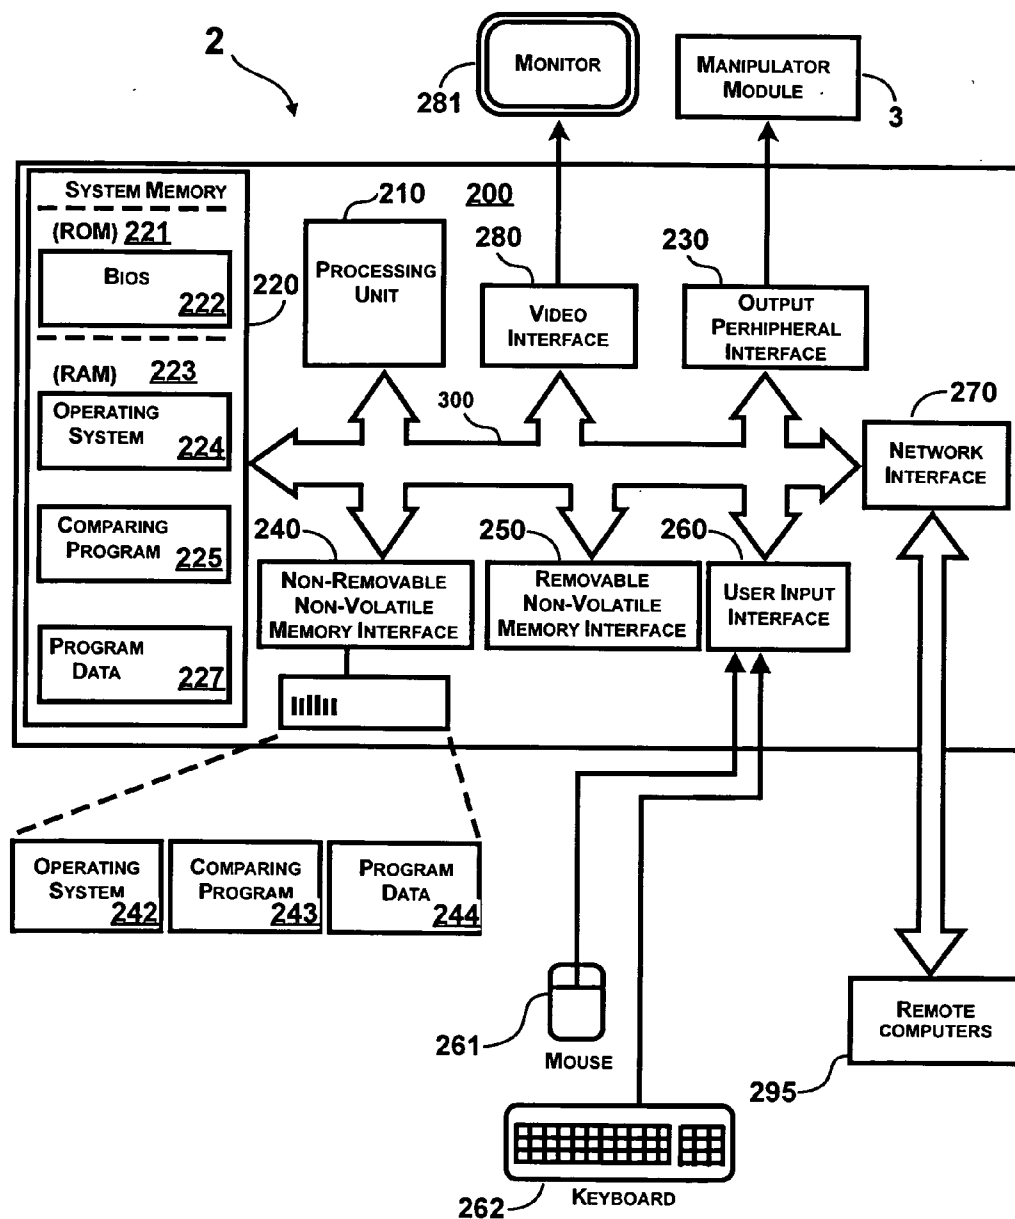 2
MONITOR
281
MANIPULATOR
MODULE
3
SYSTEM MEMORY
(ROM) 221
BIOS
222
220
(RAM) 223
OPERATING
SYSTEM
224
COMPARING
PROGRAM
225
PROGRAM
DATA
227
210
200
PROCESSING
UNIT
280
VIDEO
INTERFACE
230
OUTPUT
PERHIPHERAL
INTERFACE
300
270
NETWORK
INTERFACE
240
NON-REMOVABLE
NON-VOLATILE
MEMORY INTERFACE
250
REMOVABLE
NON-VOLATILE
MEMORY INTERFACE
260
USER INPUT
INTERFACE
OPERATING
SYSTEM
242
COMPARING
PROGRAM
243
PROGRAM
DATA
244
261
MOUSE
REMOTE
COMPUTERS
295
262
KEYBOARD